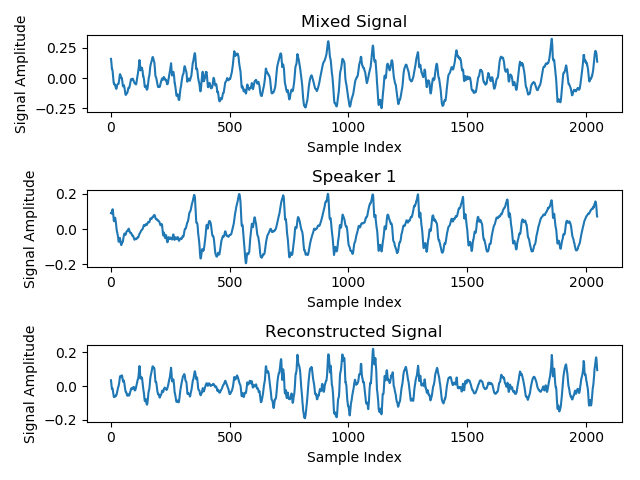 Mixed Signal
Signal Amplitude
0.25
0.00
−0.25
0 500 1000 1500 2000
Sample Index
Speaker 1
Signal Amplitude
0.2
0.0
−0.2
0 500 1000 1500 2000
Sample Index
Reconstructed Signal
Signal Amplitude
0.2
0.0
−0.2
0 500 1000 1500 2000
Sample Index